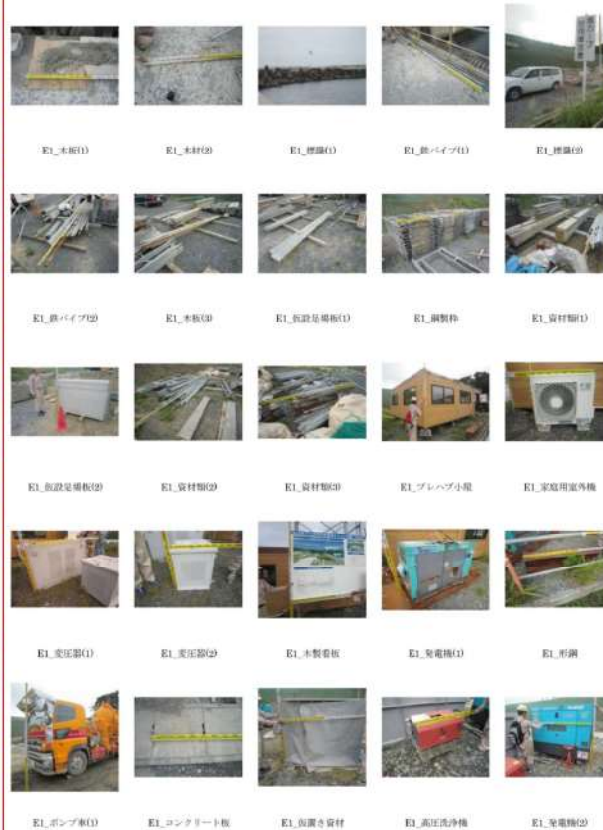 E1_木板(1)
E1_木材(2)
E1_標識(1)
E1_鉄パイプ(1)
E1_標識(2)
E1_鉄パイプ(2)
E1_木板(3)
E1_仮設足場板(1)
E1_鋼製枠
E1_資材類(1)
E1_仮設足場板(2)
E1_資材類(2)
E1_資材類(3)
E1_プレハブ小屋
E1_家庭用室外機
E1_変圧器(1)
E1_変圧器(2)
E1_木製看板
E1_発電機(1)
E1_形鋼
E1_ポンプ車(1)
E1_コンクリート板
E1_仮置き資材
E1_高圧洗浄機
E1_発電機(2)